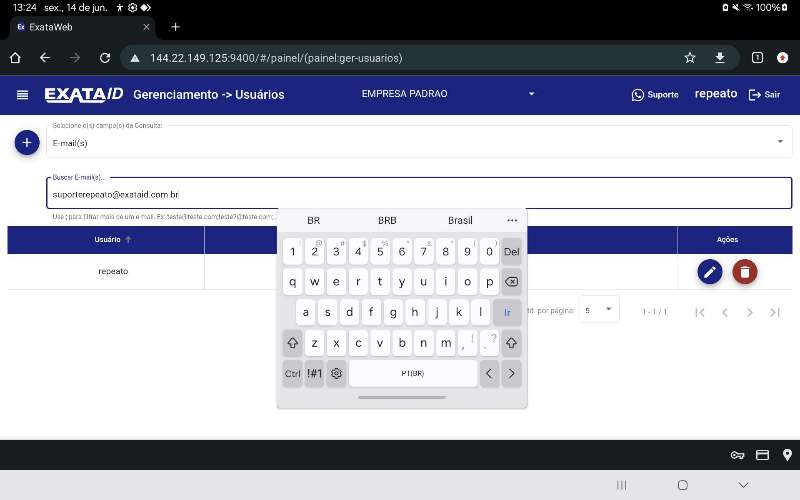 13:24 sex., 14 de jun. 100%
ExataWeb
144.22.149.125:9400/#/painel/(painel:ger-usuarios) 1
EXATA ID Gerenciamento -> Usuários EMPRESA PADRAO Suporte repeato Sair
Selecione o(s) campo(s) da Consulta:
E-mail(s)
Buscar E-mail(s)...
suporterepeato@exataid.com.br
Use ; para filtrar mais de um e-mail. Ex: teste@teste.com;teste2@teste.com;...
BR BRB Brasil ...
Usuário Ações
1 2 3 4 5 6 7 8 9 0 Del
repeato
q w e r t y u i o p
a s d f g h j k l Ir
por página: 5 1 - 1 / 1
z x c v b n m , ! . ?
Ctrl !#1 PT(BR) < >